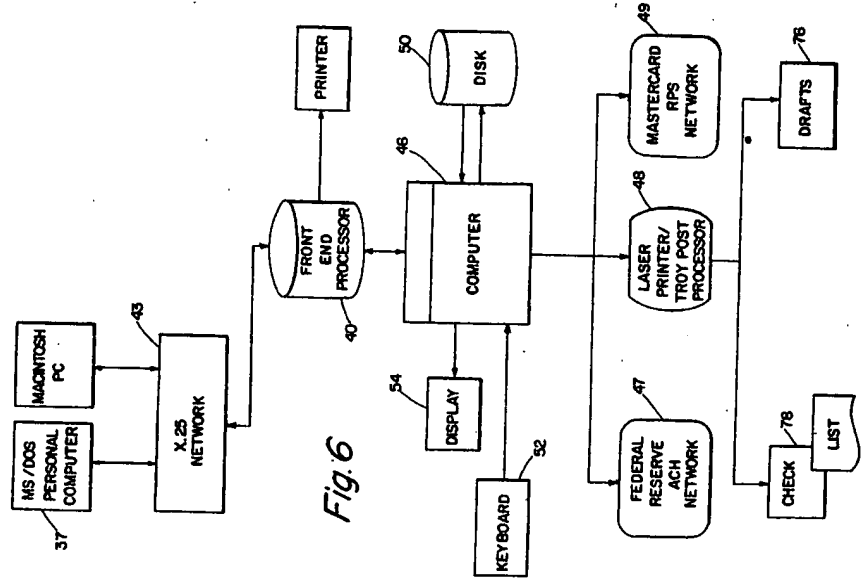 MS/DOS
PERSONAL
COMPUTER
37
MACINTOSH
PC
X.25
NETWORK
43
FRONT
END
PROCESSOR
40
PRINTER
Fig. 6
COMPUTER
46
DISK
50
DISPLAY
54
KEYBOARD
52
FEDERAL
RESERVE
ACH
NETWORK
47
LASER
PRINTER/
TROY POST
PROCESSOR
48
MASTERCARD
RPS
NETWORK
49
CHECK
78
LIST
DRAFTS
76